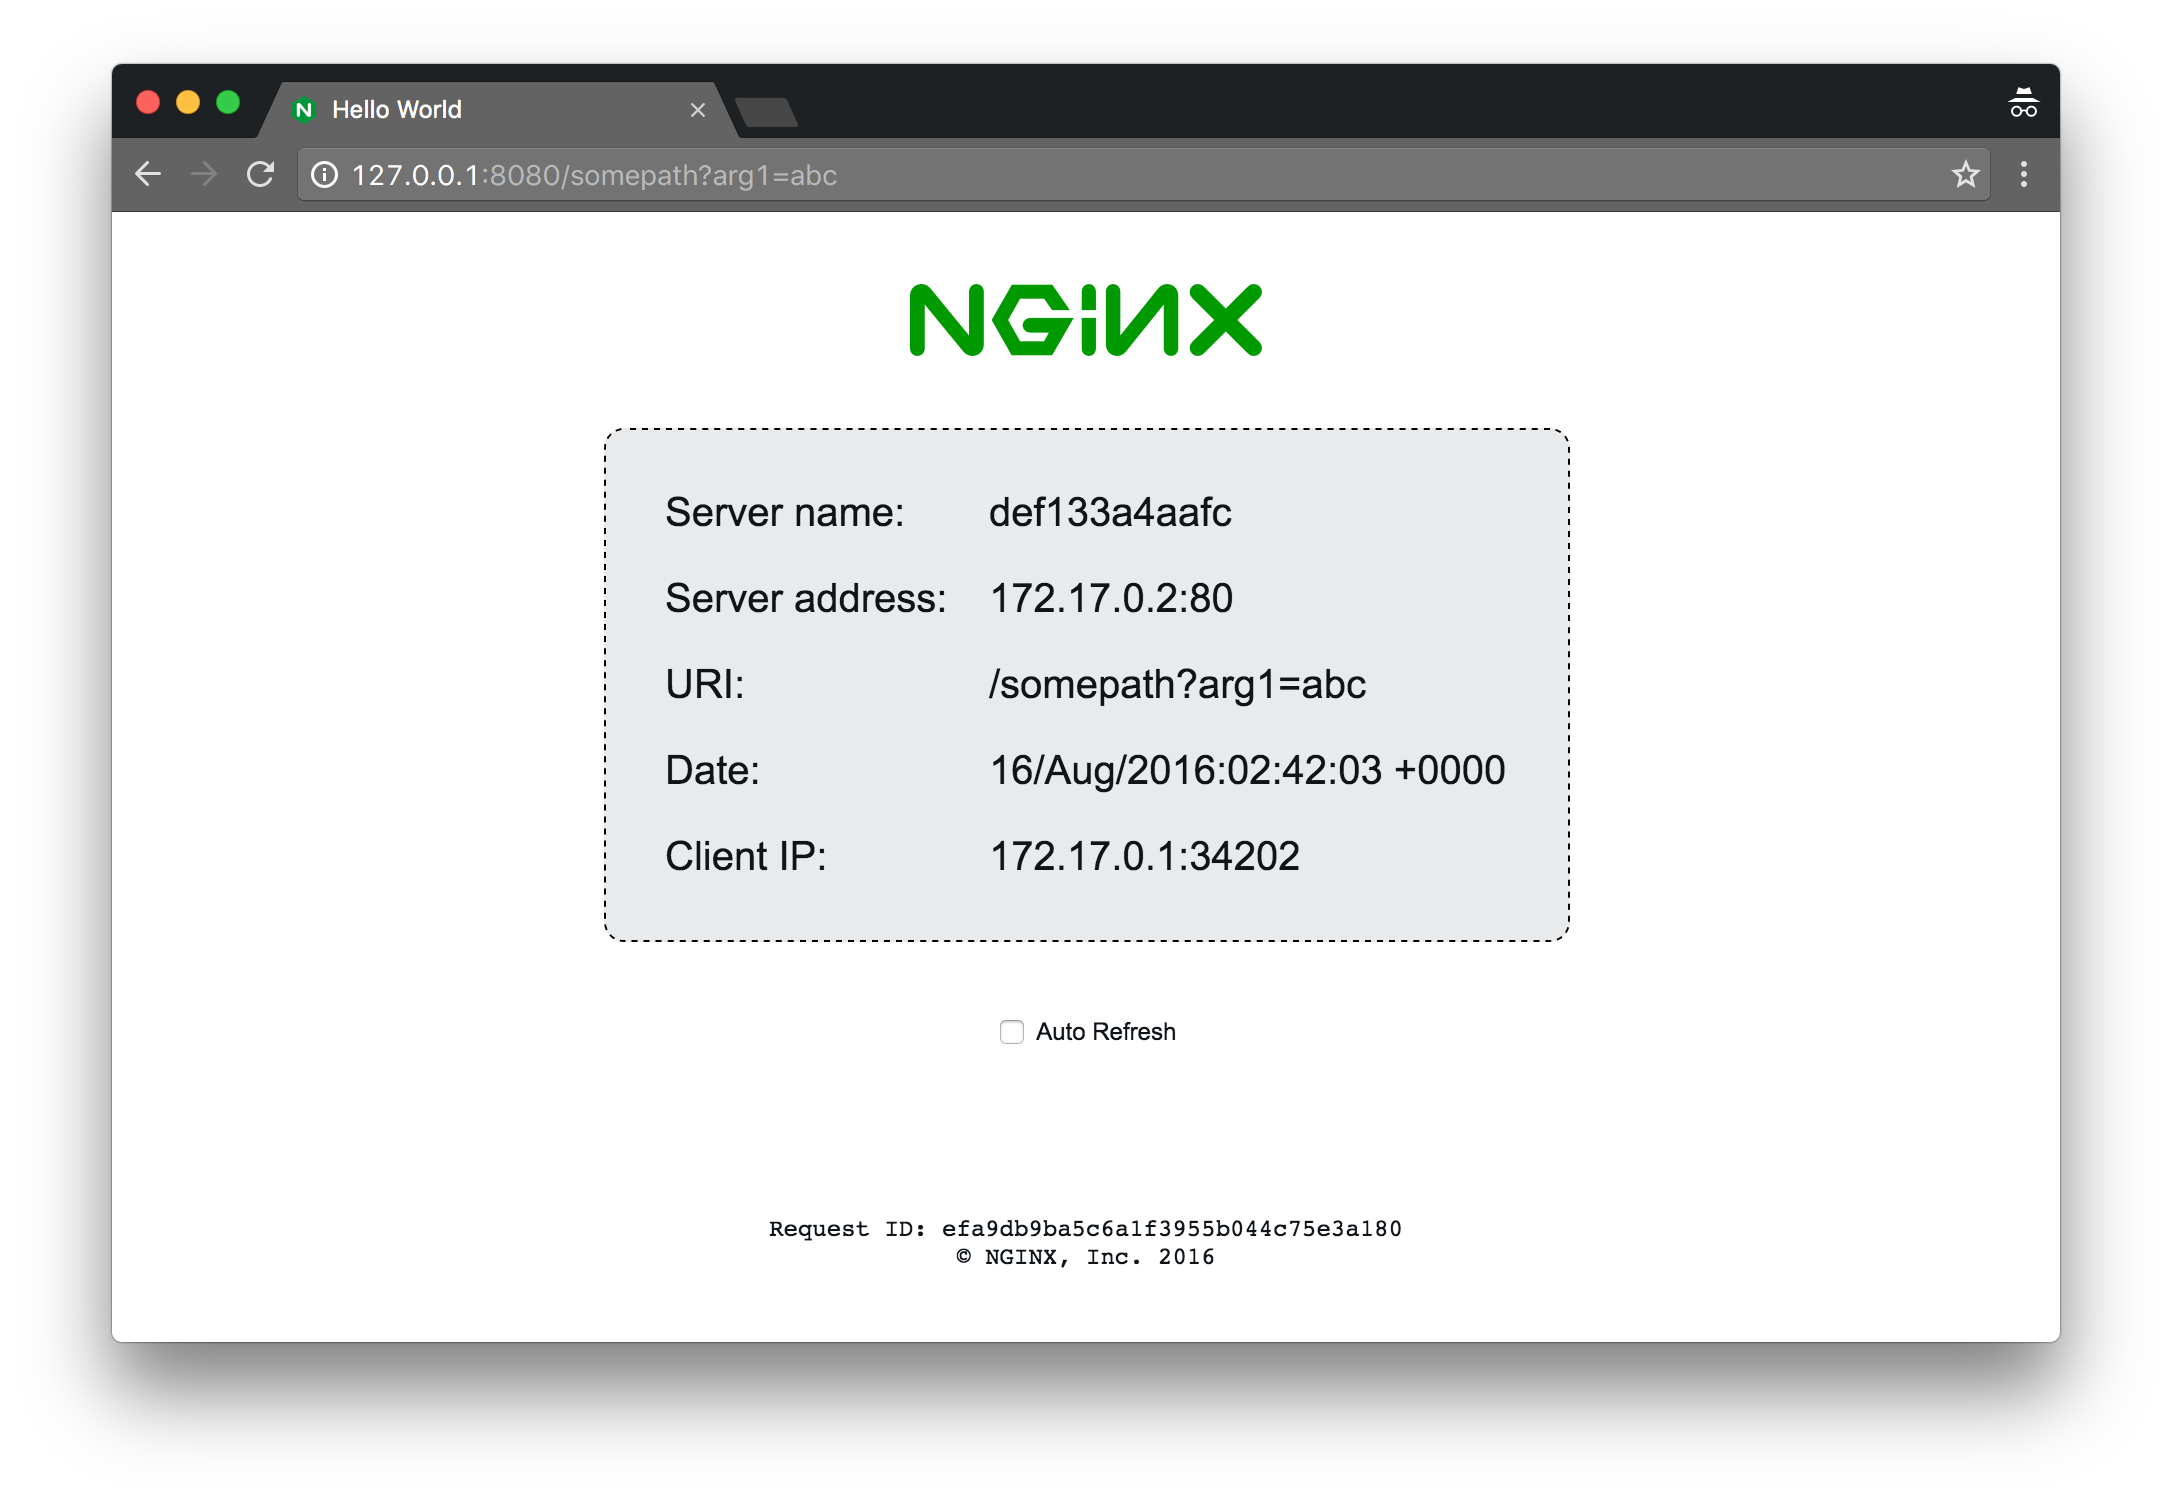 Hello World
127.0.0.1:8080/somepath?arg1=abc
NGINX
Server name: def133a4aafc
Server address: 172.17.0.2:80
URI: /somepath?arg1=abc
Date: 16/Aug/2016:02:42:03 +0000
Client IP: 172.17.0.1:34202
Auto Refresh
Request ID: efa9db9ba5c6a1f3955b044c75e3a180
© NGINX, Inc. 2016